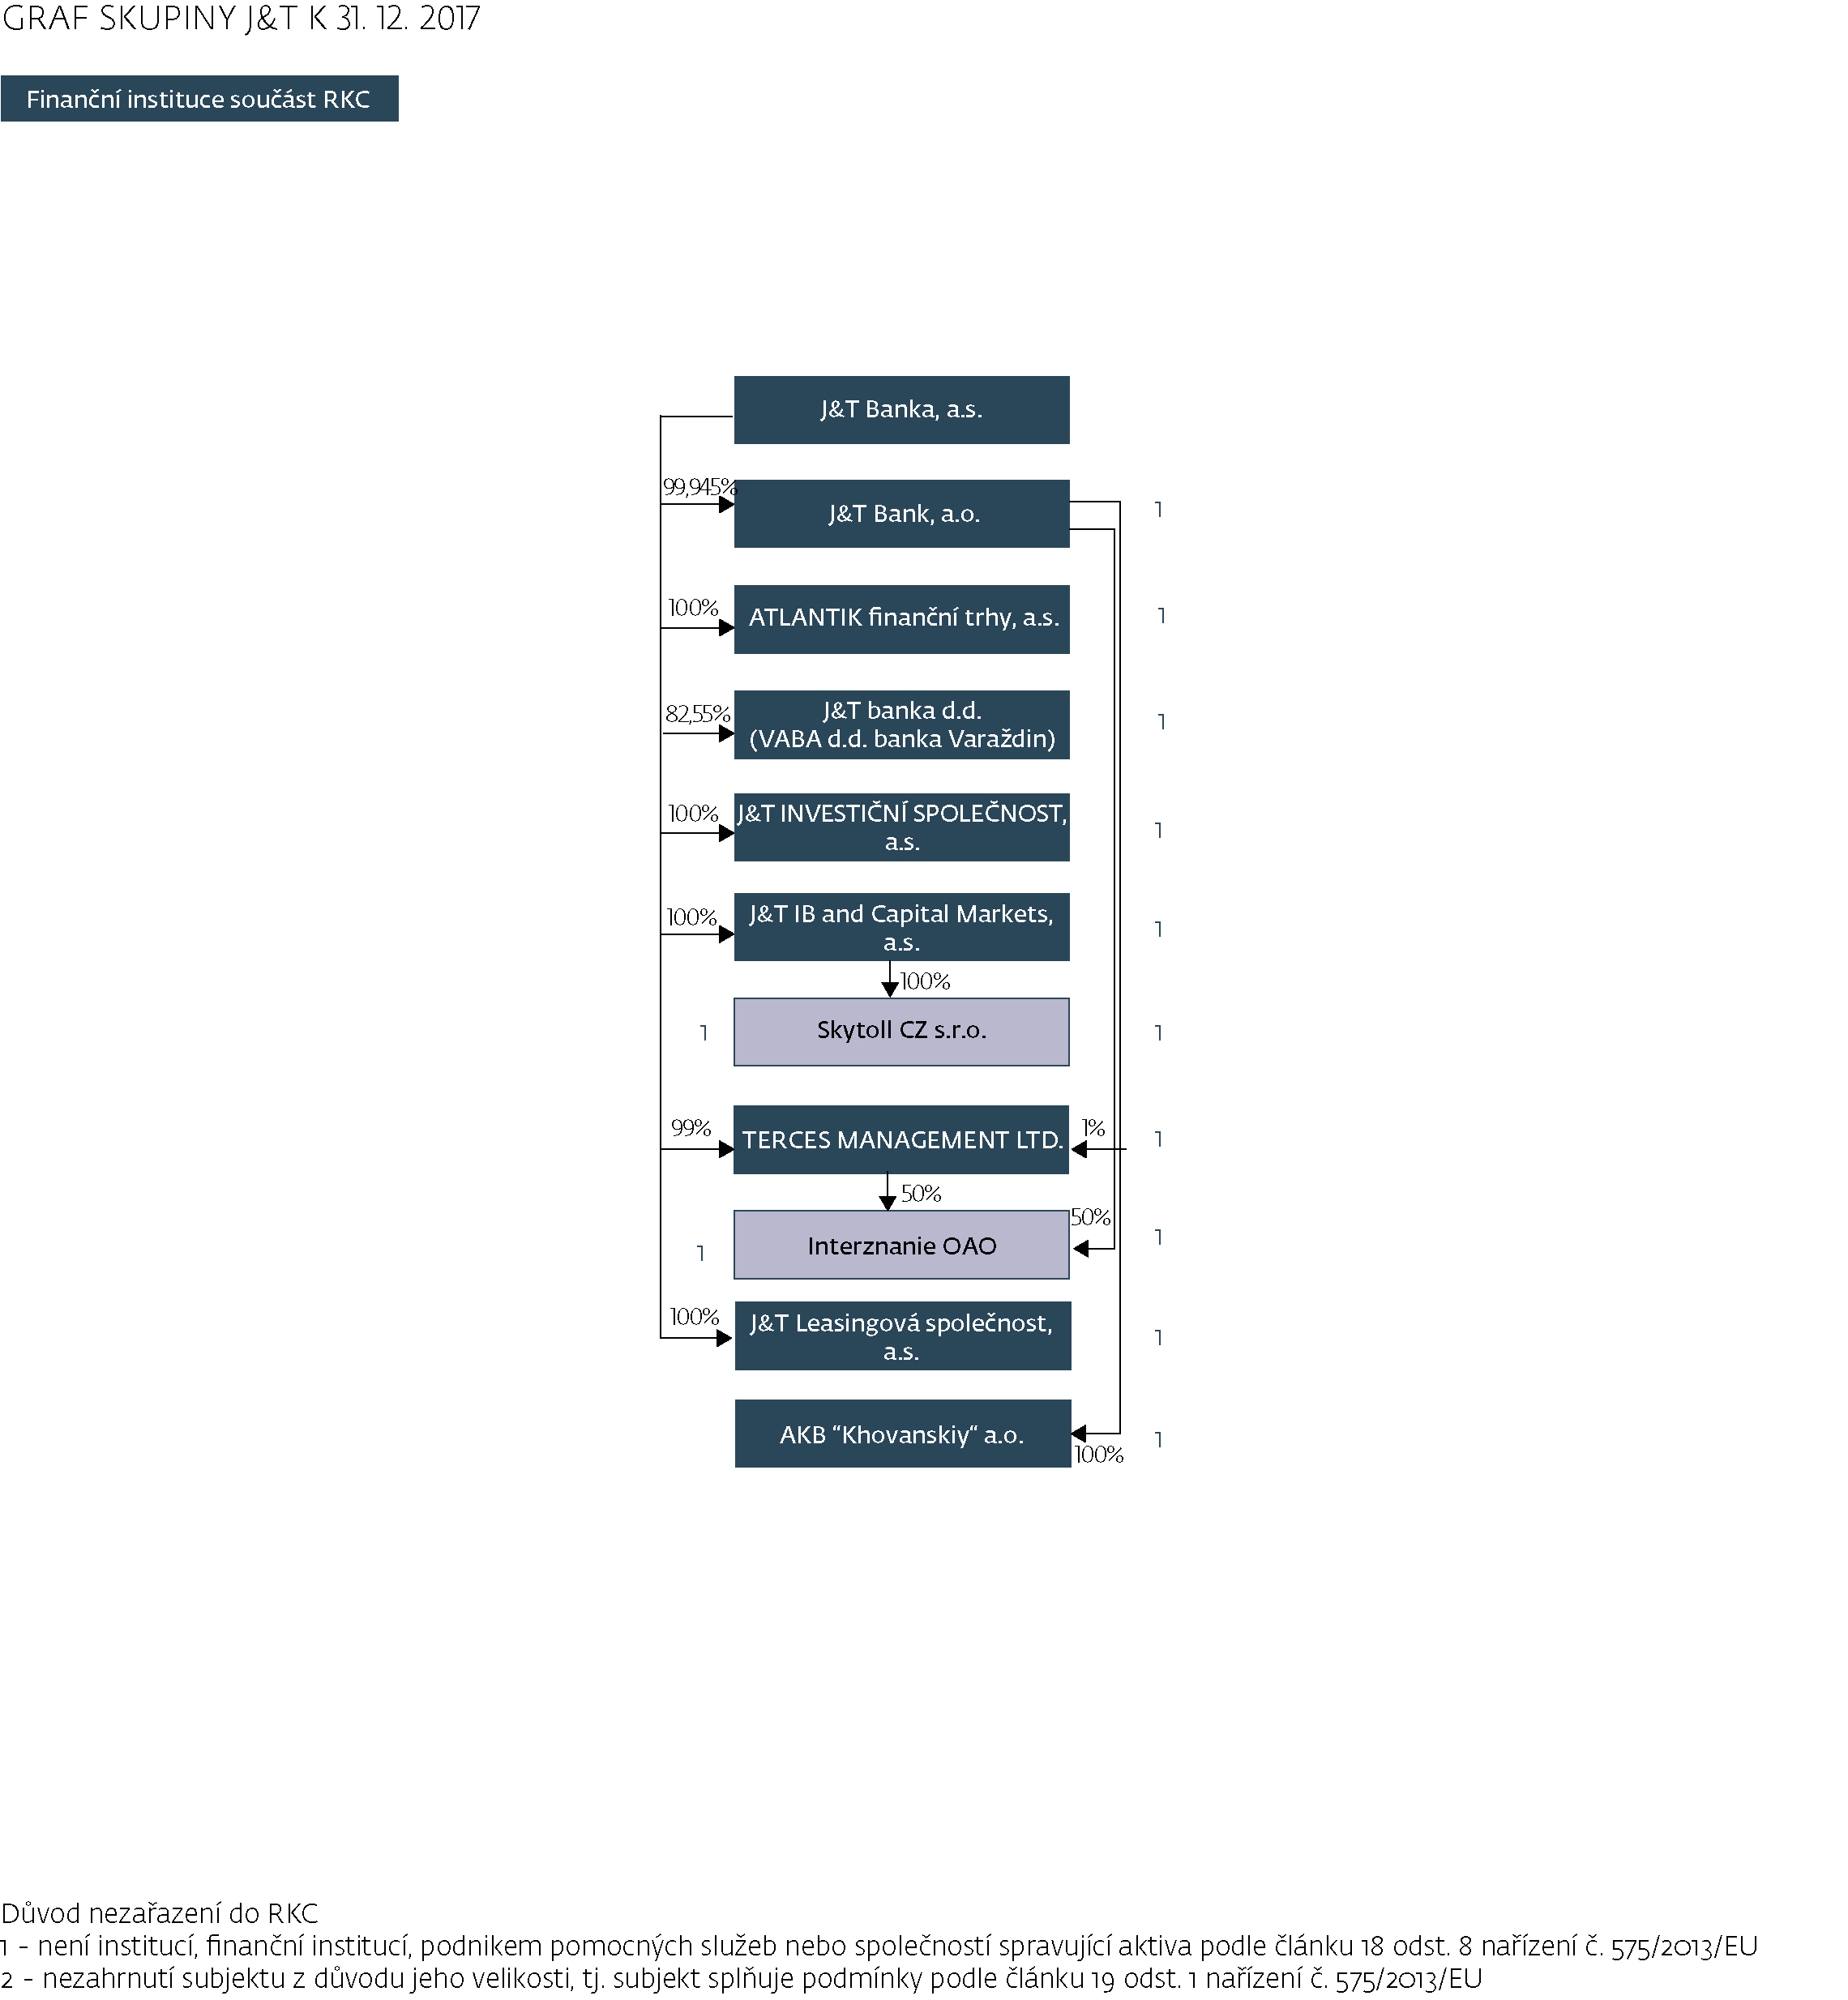 GRAF SKUPINY J&T K 31. 12. 2017
Finanční instituce součást RKC
J&T Banka, a.s.
99,945%
J&T Bank, a.o.
1
100%
ATLANTIK finanční trhy, a.s.
1
82,55%
J&T banka d.d.
(VABA d.d. banka Varaždin)
1
100%
J&T INVESTIČNÍ SPOLEČNOST,
a.s.
1
100%
J&T IB and Capital Markets,
a.s.
1
100%
1
Skytoll CZ s.r.o.
1
99%
TERCES MANAGEMENT LTD.
1%
1
50%
50%
1
Interznanie OAO
1
100%
J&T Leasingová společnost,
a.s.
1
AKB “Khovanskiy“ a.o.
100%
1
Důvod nezařazení do RKC
1 - není institucí, finanční institucí, podnikem pomocných služeb nebo společností spravující aktiva podle článku 18 odst. 8 nařízení č. 575/2013/EU
2 - nezahrnutí subjektu z důvodu jeho velikosti, tj. subjekt splňuje podmínky podle článku 19 odst. 1 nařízení č. 575/2013/EU